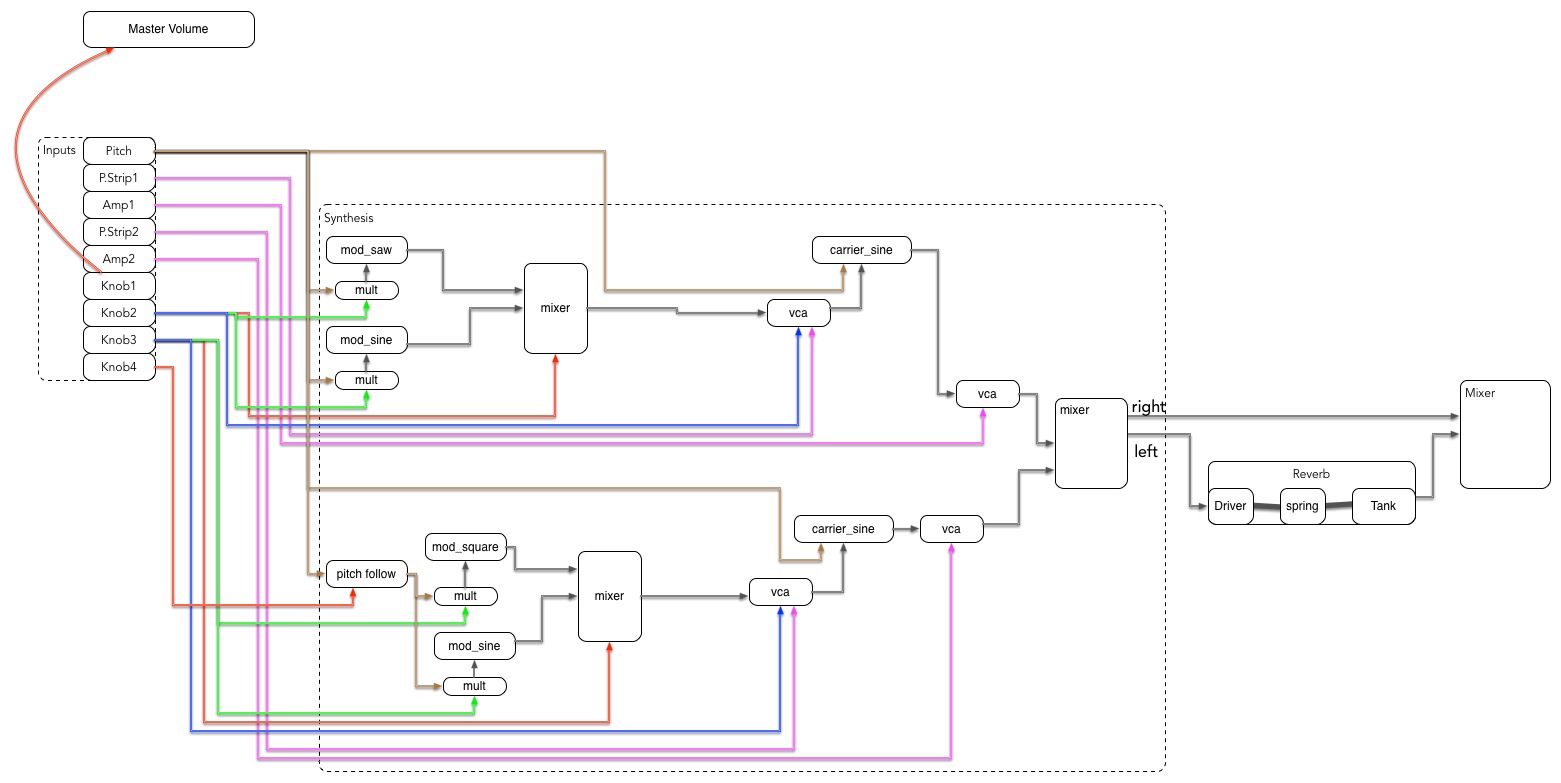 Master Volume
Inputs
Pitch
P.Strip1
Amp1
P.Strip2
Amp2
Knob1
Knob2
Knob3
Knob4
Synthesis
mod_saw
mult
mod_sine
mult
mixer
carrier_sine
vca
vca
mixer
right
left
Mixer
Reverb
Driver
spring
Tank
carrier_sine
vca
mod_square
pitch follow
mult
mixer
vca
mod_sine
mult